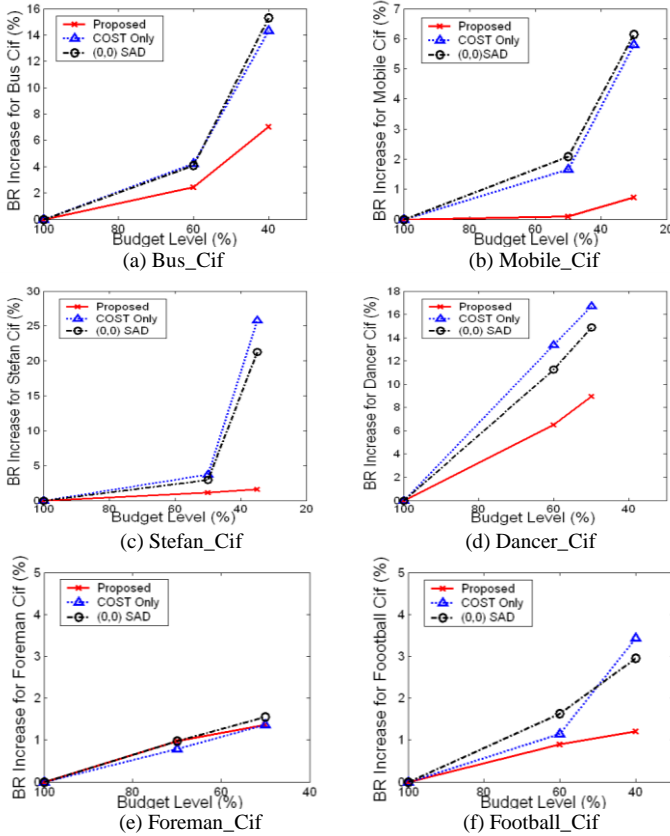 BR Increase for Bus Cif (%)
16
14
12
10
8
6
4
2
0
Proposed
COST Only
(0,0) SAD
100 80 60 40
Budget Level (%)
(a) Bus_Cif
BR Increase for Mobile Cif (%)
7
6
5
4
3
2
1
0
Proposed
COST Only
(0,0)SAD
100 80 60 40 20
Budget Level (%)
(b) Mobile_Cif
BR Increase for Stefan Cif (%)
30
25
20
15
10
5
0
Proposed
COST Only
(0,0) SAD
100 80 60 40 20
Budget Level (%)
(c) Stefan_Cif
BR Increase for Dancer Cif (%)
18
16
14
12
10
8
6
4
2
0
Proposed
COST Only
(0,0) SAD
100 80 60 40
Budget Level (%)
(d) Dancer_Cif
BR Increase for Foreman Cif (%)
5
4
3
2
1
0
Proposed
COST Only
(0,0) SAD
100 80 60 40
Budget Level (%)
(e) Foreman_Cif
BR Increase for Foootball Cif (%)
5
4
3
2
1
0
Proposed
COST Only
(0,0) SAD
100 80 60 40
Budget Level (%)
(f) Football_Cif